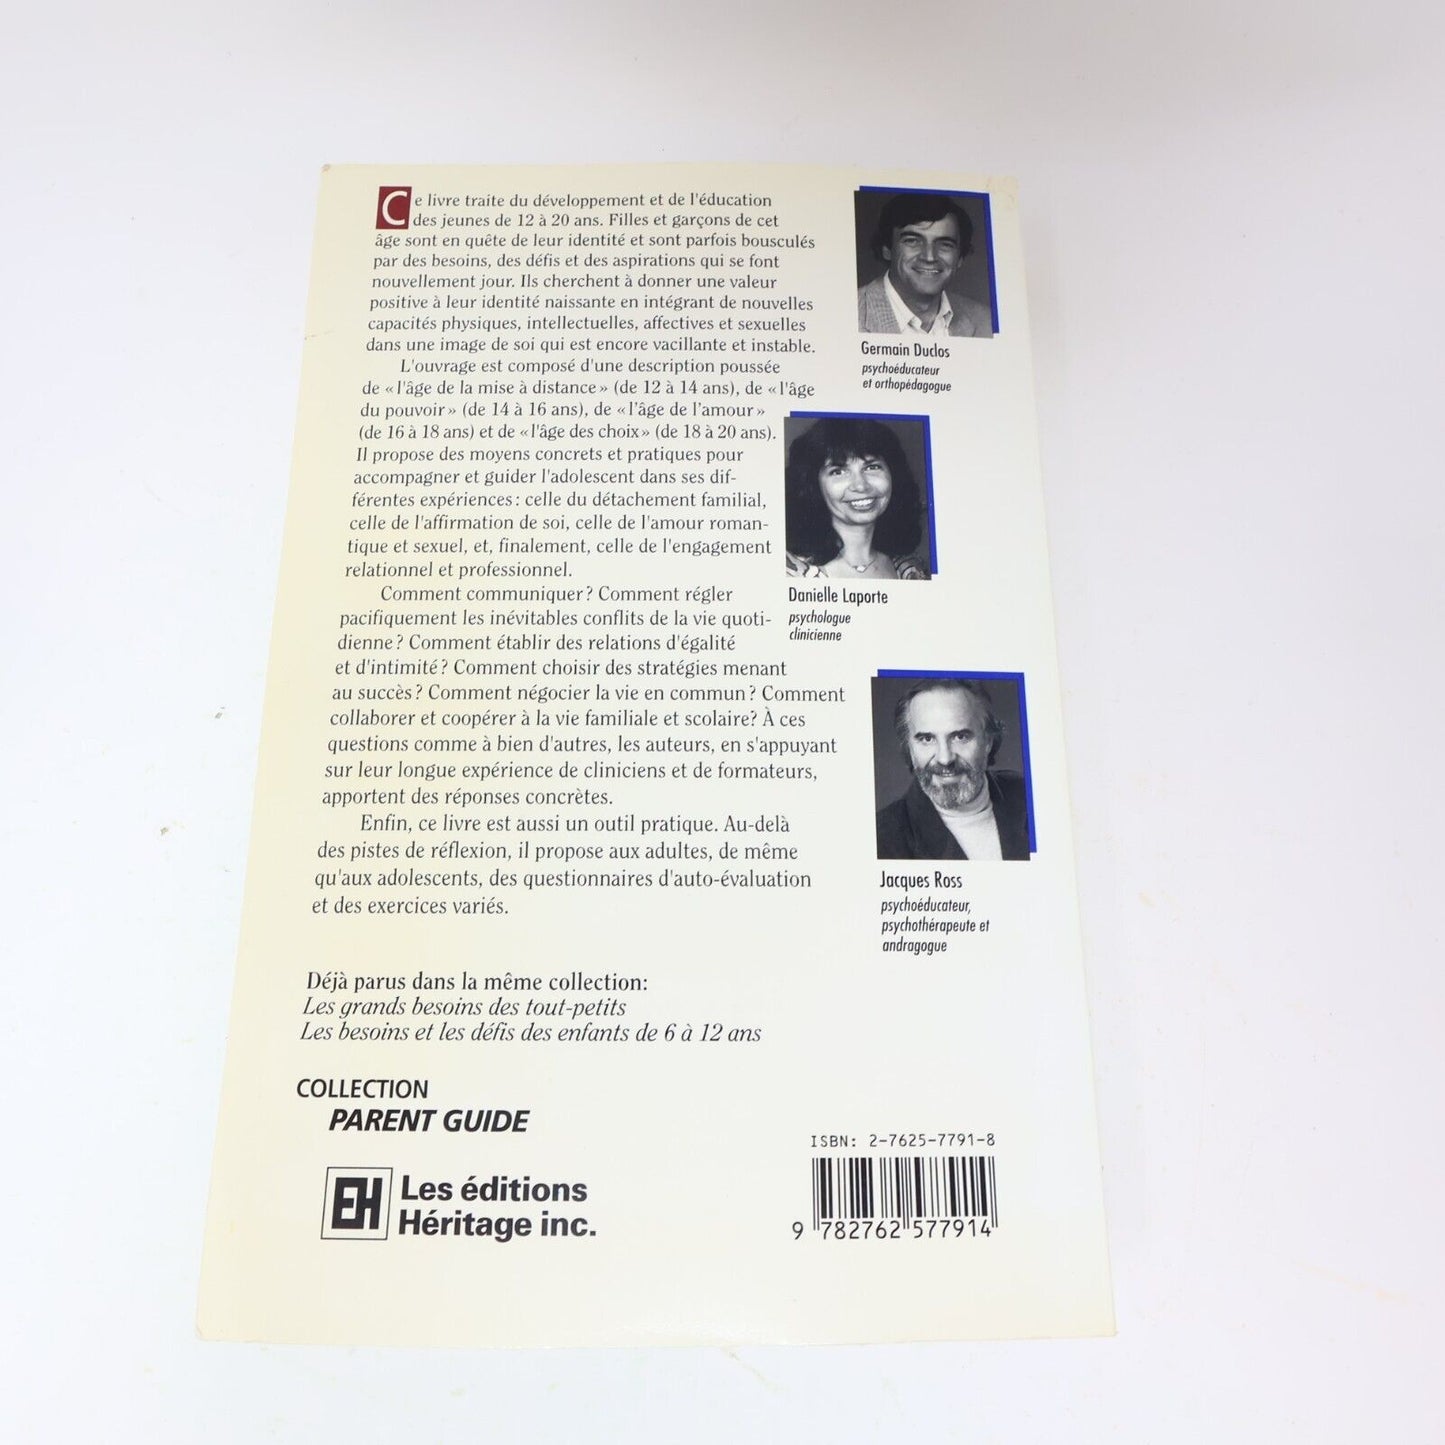 Ce livre traite du développement et de l'éducation
des jeunes de 12 à 20 ans. Filles et garçons de cet
âge sont en quête de leur identité et sont parfois bousculés
par des besoins, des défis et des aspirations qui se font
nouvellement jour. Ils cherchent à donner une valeur
positive à leur identité naissante en intégrant de nouvelles
capacités physiques, intellectuelles, affectives et sexuelles
dans une image de soi qui est encore vacillante et instable.
L'ouvrage est composé d'une description poussée
de « l'âge de la mise à distance » (de 12 à 14 ans), de « l'âge
du pouvoir » (de 14 à 16 ans), de « l'âge de l'amour »
(de 16 à 18 ans) et de « l'âge des choix » (de 18 à 20 ans).
Il propose des moyens concrets et pratiques pour
accompagner et guider l'adolescent dans ses dif-
férentes expériences : celle du détachement familial,
celle de l'affirmation de soi, celle de l'amour roman-
tique et sexuel, et, finalement, celle de l'engagement
relationnel et professionnel.
Comment communiquer ? Comment régler
pacifiquement les inévitables conflits de la vie quoti-
dienne ? Comment établir des relations d'égalité
et d'intimité ? Comment choisir des stratégies menant
au succès ? Comment négocier la vie en commun ? Comment
collaborer et coopérer à la vie familiale et scolaire? À ces
questions comme à bien d'autres, les auteurs, en s'appuyant
sur leur longue expérience de cliniciens et de formateurs,
apportent des réponses concrètes.
Enfin, ce livre est aussi un outil pratique. Au-delà
des pistes de réflexion, il propose aux adultes, de même
qu'aux adolescents, des questionnaires d'auto-évaluation
et des exercices variés.
Germain Duclos
psychoéducateur
et orthopédagogue
Danielle Laporte
psychologue
clinicienne
Jacques Ross
psychoéducateur,
psychothérapeute et
andragogue
Déjà parus dans la même collection:
Les grands besoins des tout-petits
Les besoins et les défis des enfants de 6 à 12 ans
COLLECTION
PARENT GUIDE
EH
Les éditions
Héritage inc.
ISBN: 2-7625-7791-8
9 782762 577914